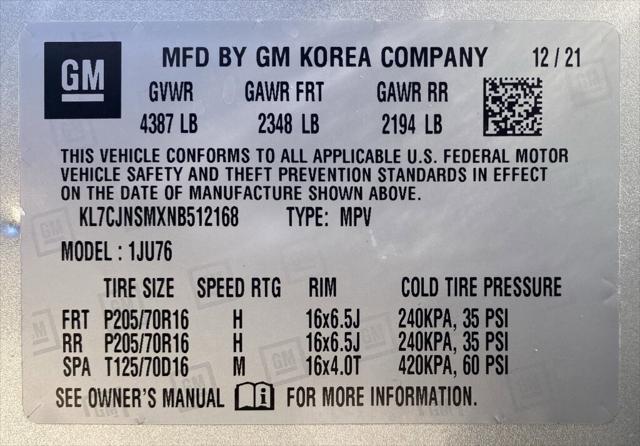 GM MFD BY GM KOREA COMPANY 12/21
GVWR GAWR FRT GAWR RR
4387 LB 2348 LB 2194 LB
THIS VEHICLE CONFORMS TO ALL APPLICABLE U.S. FEDERAL MOTOR
VEHICLE SAFETY AND THEFT PREVENTION STANDARDS IN EFFECT
ON THE DATE OF MANUFACTURE SHOWN ABOVE.
KL7CJNSMXNB512168 TYPE: MPV
MODEL : 1JU76
TIRE SIZE SPEED RTG RIM COLD TIRE PRESSURE
FRT P205/70R16 H 16x6.5J 240KPA, 35 PSI
RR P205/70R16 H 16x6.5J 240KPA, 35 PSI
SPA T125/70D16 M 16x4.0T 420KPA, 60 PSI
SEE OWNER'S MANUAL i FOR MORE INFORMATION.